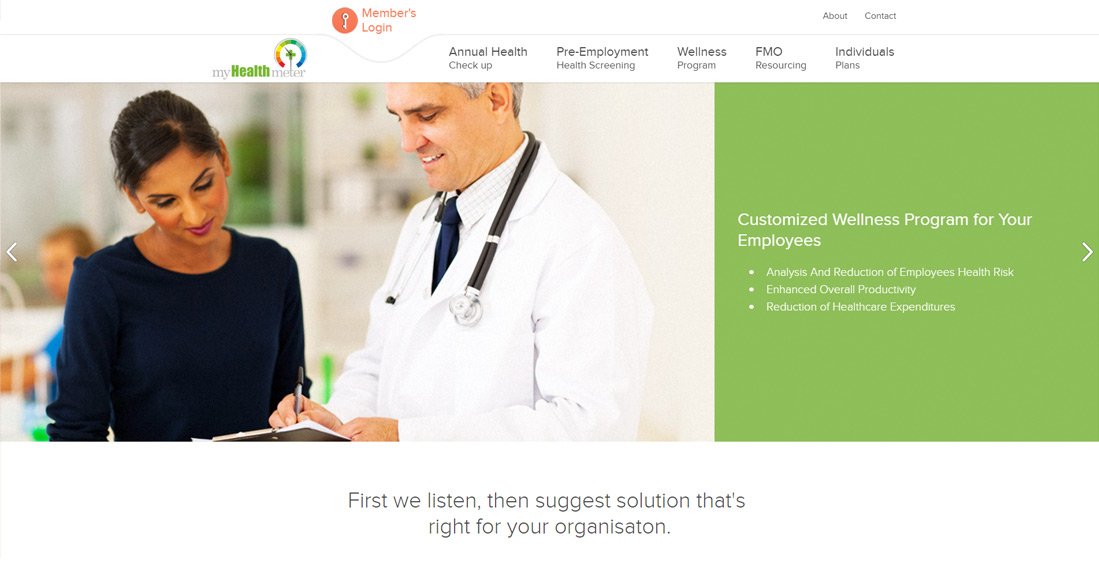 Member's
Login
About Contact
myHealthmeter
Annual Health
Check up
Pre-Employment
Health Screening
Wellness
Program
FMO
Resourcing
Individuals
Plans
Customized Wellness Program for Your
Employees
Analysis And Reduction of Employees Health Risk
Enhanced Overall Productivity
Reduction of Healthcare Expenditures
First we listen, then suggest solution that's
right for your organisaton.